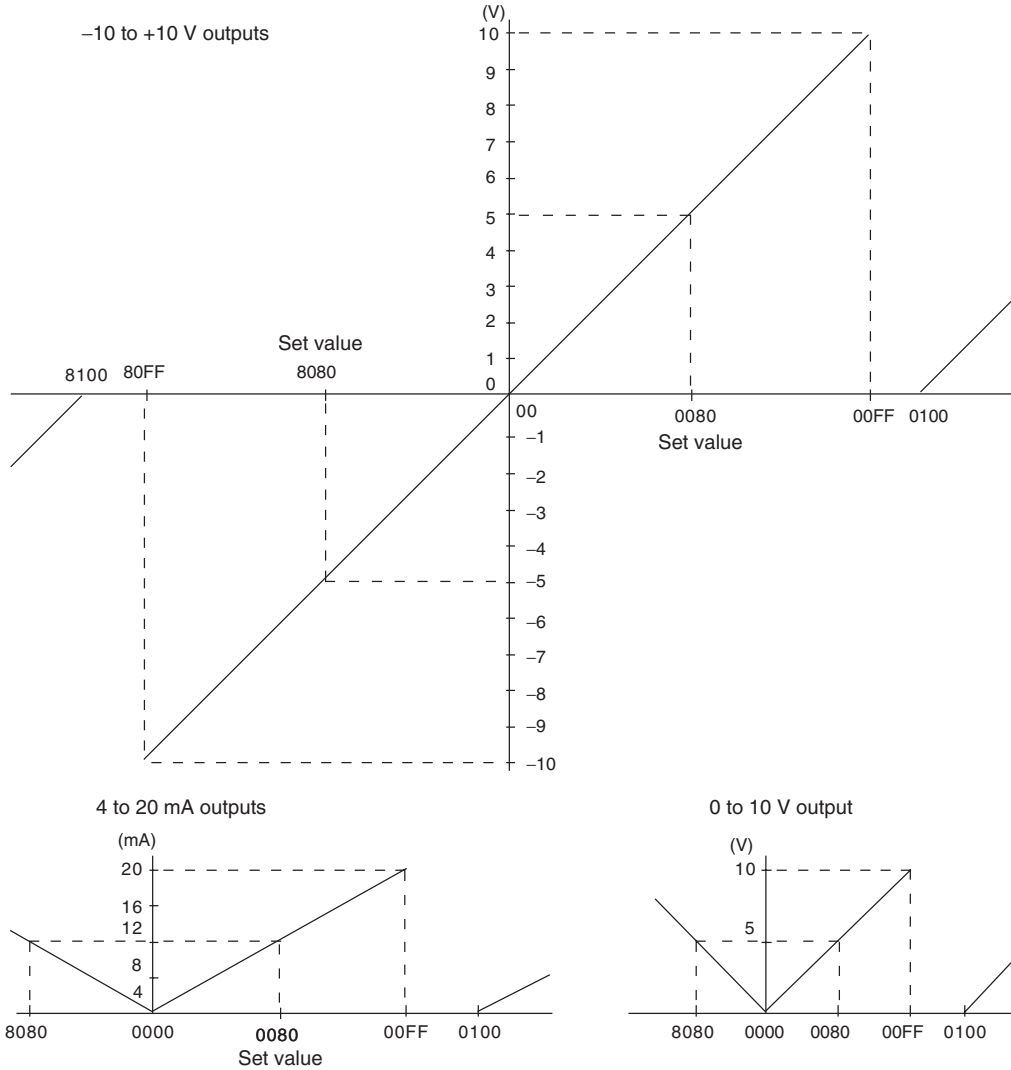 –10 to +10 V outputs
(V)
10
9
8
7
6
5
4
3
2
1
0
Set value
8100 80FF 8080
00 0080 00FF 0100
Set value
–1
–2
–3
–4
–5
–6
–7
–8
–9
–10
4 to 20 mA outputs
(mA)
20
16
12
8
4
8080 0000 0080 00FF 0100
Set value
0 to 10 V output
(V)
10
5
8080 0000 0080 00FF 0100